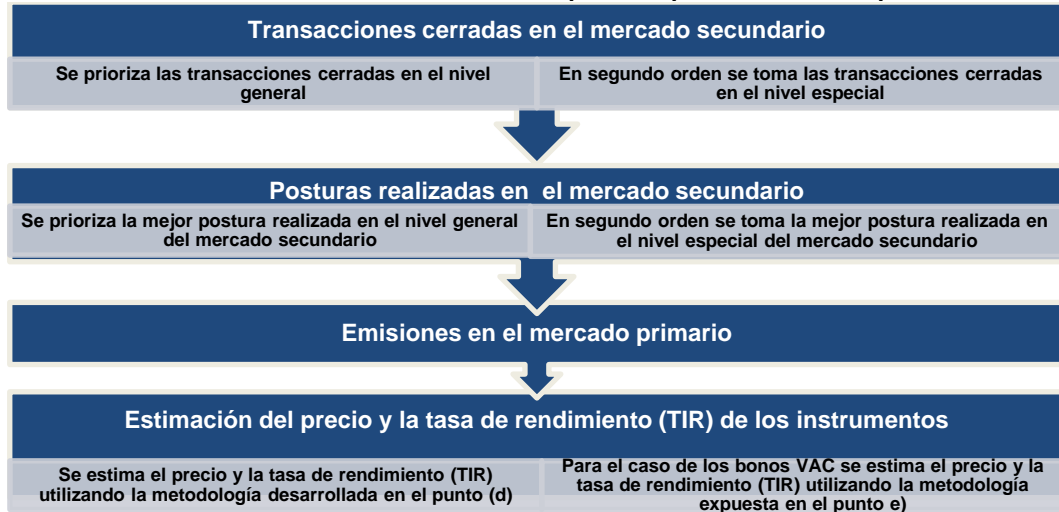 Transacciones cerradas en el mercado secundario
Se prioriza las transacciones cerradas en el nivel
general
En segundo orden se toma las transacciones cerradas
en el nivel especial
Posturas realizadas en el mercado secundario
Se prioriza la mejor postura realizada en el nivel general
del mercado secundario
En segundo orden se toma la mejor postura realizada en
el nivel especial del mercado secundario
Emisiones en el mercado primario
Estimación del precio y la tasa de rendimiento (TIR) de los instrumentos
Se estima el precio y la tasa de rendimiento (TIR)
utilizando la metodología desarrollada en el punto (d)
Para el caso de los bonos VAC se estima el precio y la
tasa de rendimiento (TIR) utilizando la metodología
expuesta en el punto e)